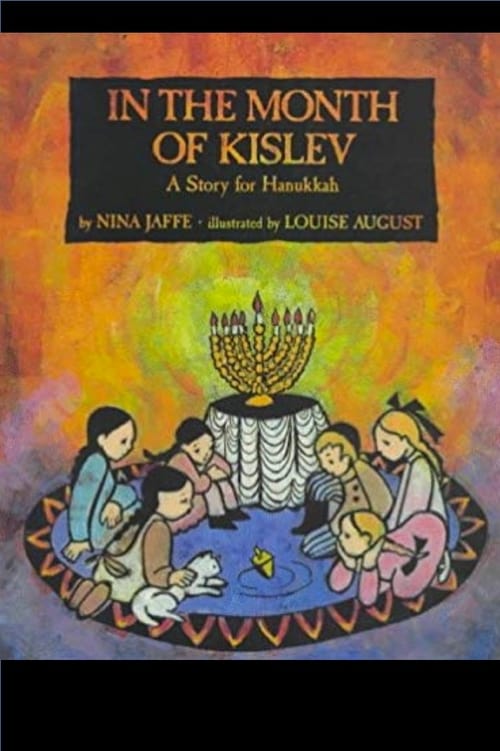 IN THE MONTH
OF KISLEV
A Story for Hanukkah
by NINA JAFFE · illustrated by LOUISE AUGUST